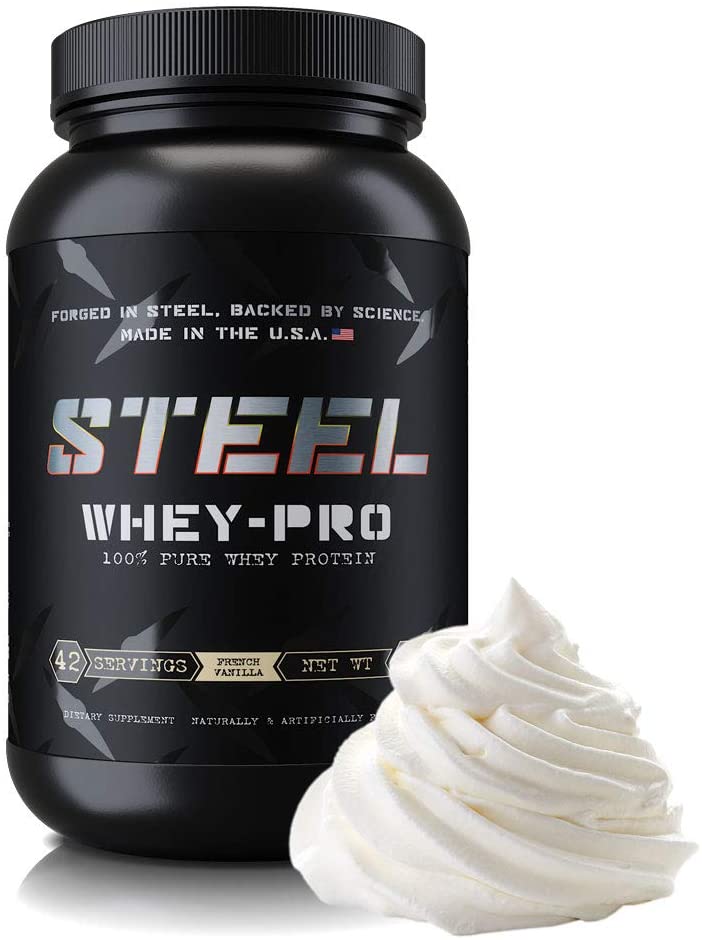 FORGED IN STEEL, BACKED BY SCIENCE.
MADE IN THE U.S.A.
STEEL
WHEY-PRO
100% PURE WHEY PROTEIN
42 SERVINGS FRENCH VANILLA NET WT
DIETARY SUPPLEMENT NATURALLY & ARTIFICIALLY